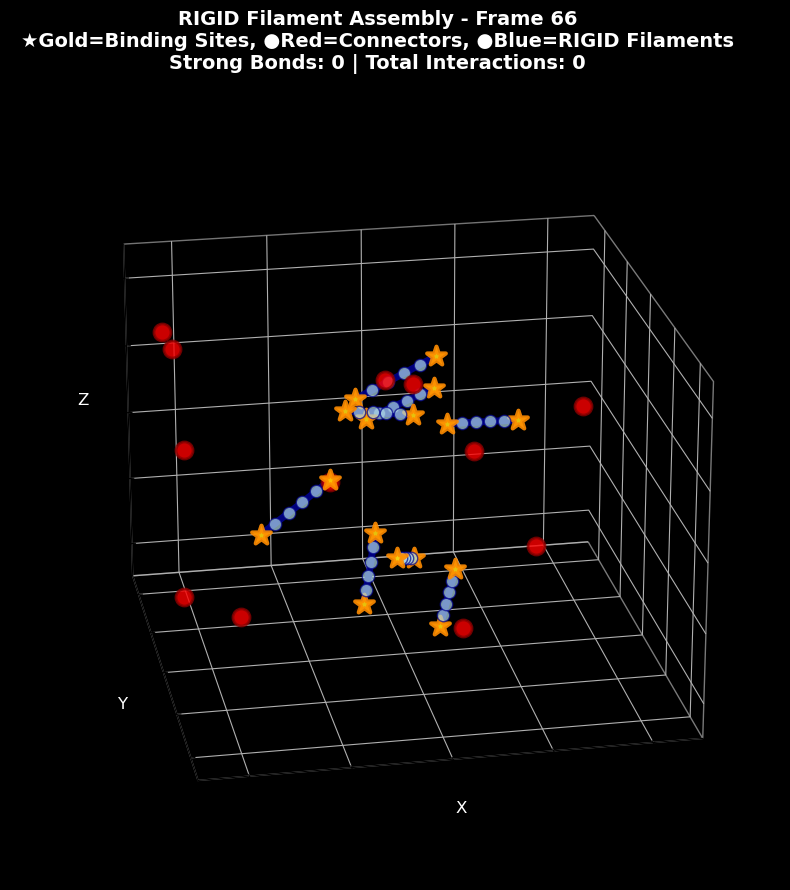 RIGID Filament Assembly - Frame 66
★Gold=Binding Sites, ●Red=Connectors, ●Blue=RIGID Filaments
Strong Bonds: 0 | Total Interactions: 0
Z
Y
X